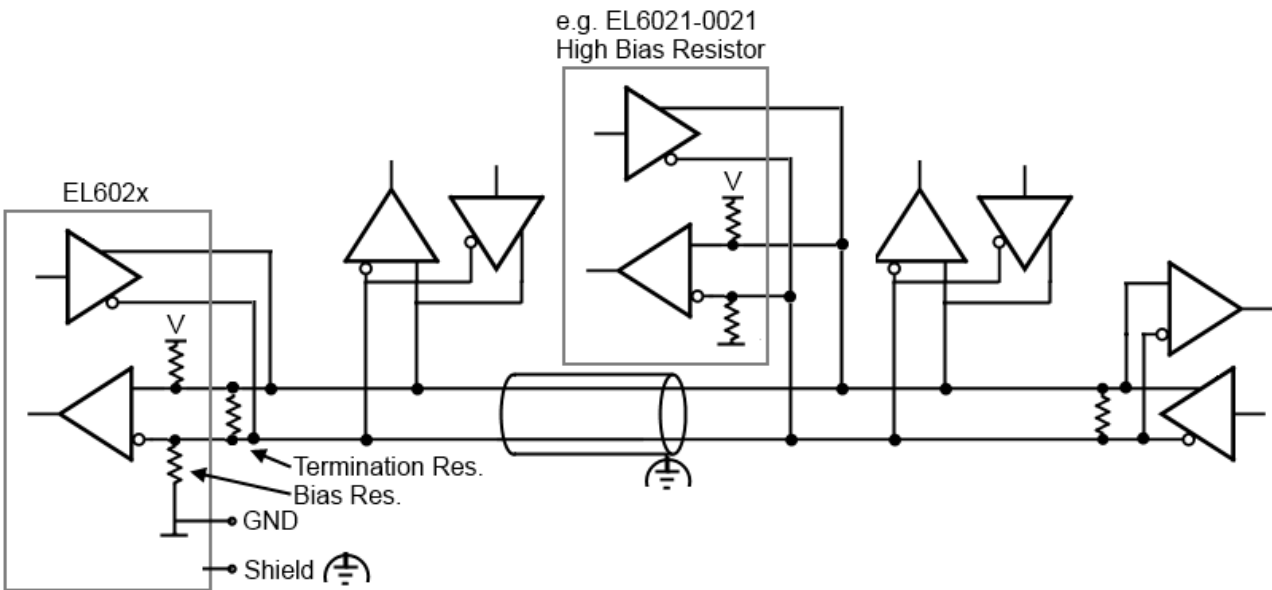 e.g. EL6021-0021
High Bias Resistor
EL602x
V
V
Termination Res.
Bias Res.
GND
Shield